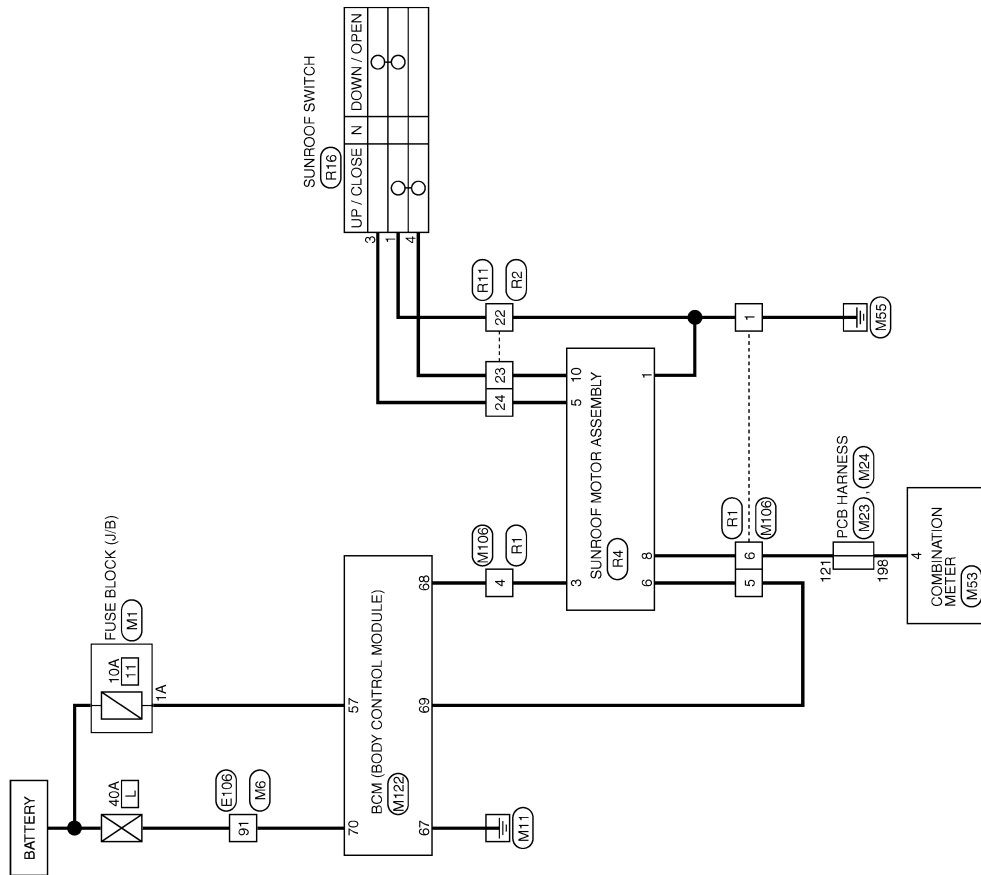 BATTERY
40A
L
E106
91
M6
FUSE BLOCK (J/B)
M1
10A
11
1A
70
57
BCM (BODY CONTROL MODULE)
M122
67
69
68
M11
M106
4
R1
SUNROOF SWITCH
R16
UP / CLOSE
N
DOWN / OPEN
3
1
4
R11
R2
24
23
22
5
10
SUNROOF MOTOR ASSEMBLY
R4
3
6
8
1
R1
M106
5
6
1
M55
PCB HARNESS
M23 , M24
121
198
4
COMBINATION
METER
M53